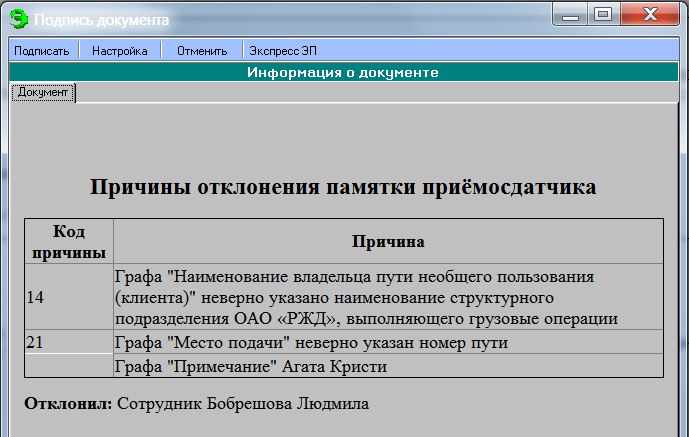 Подпись документа
Подписать Настройка Отменить Экспресс ЭП
Информация о документе
Документ
Причины отклонения памятки приёмосдатчика
Код
причины
Причина
14
Графа "Наименование владельца пути необщего пользования
(клиента)" неверно указано наименование структурного
подразделения ОАО «РЖД», выполняющего грузовые операции
21
Графа "Место подачи" неверно указан номер пути
Графа "Примечание" Агата Кристи
Отклонил: Сотрудник Бобрешова Людмила